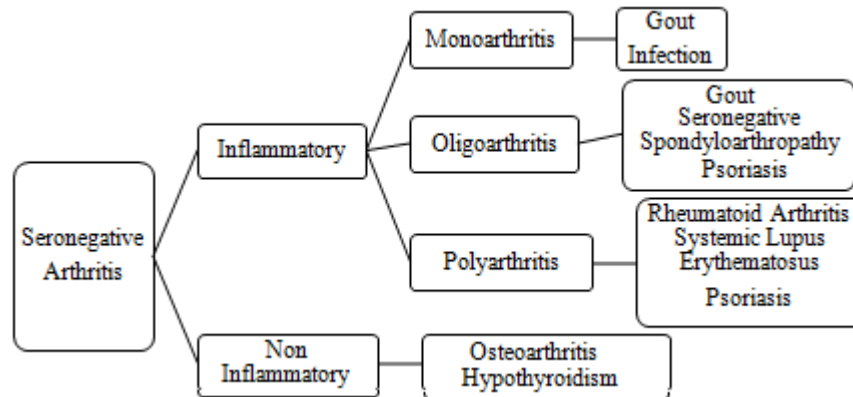 Seronegative
Arthritis
Inflammatory
Monoarthritis
Gout
Infection
Oligoarthritis
Gout
Seronegative
Spondyloarthropathy
Psoriasis
Polyarthritis
Rheumatoid Arthritis
Systemic Lupus
Erythematosus
Psoriasis
Non
Inflammatory
Osteoarthritis
Hypothyroidism